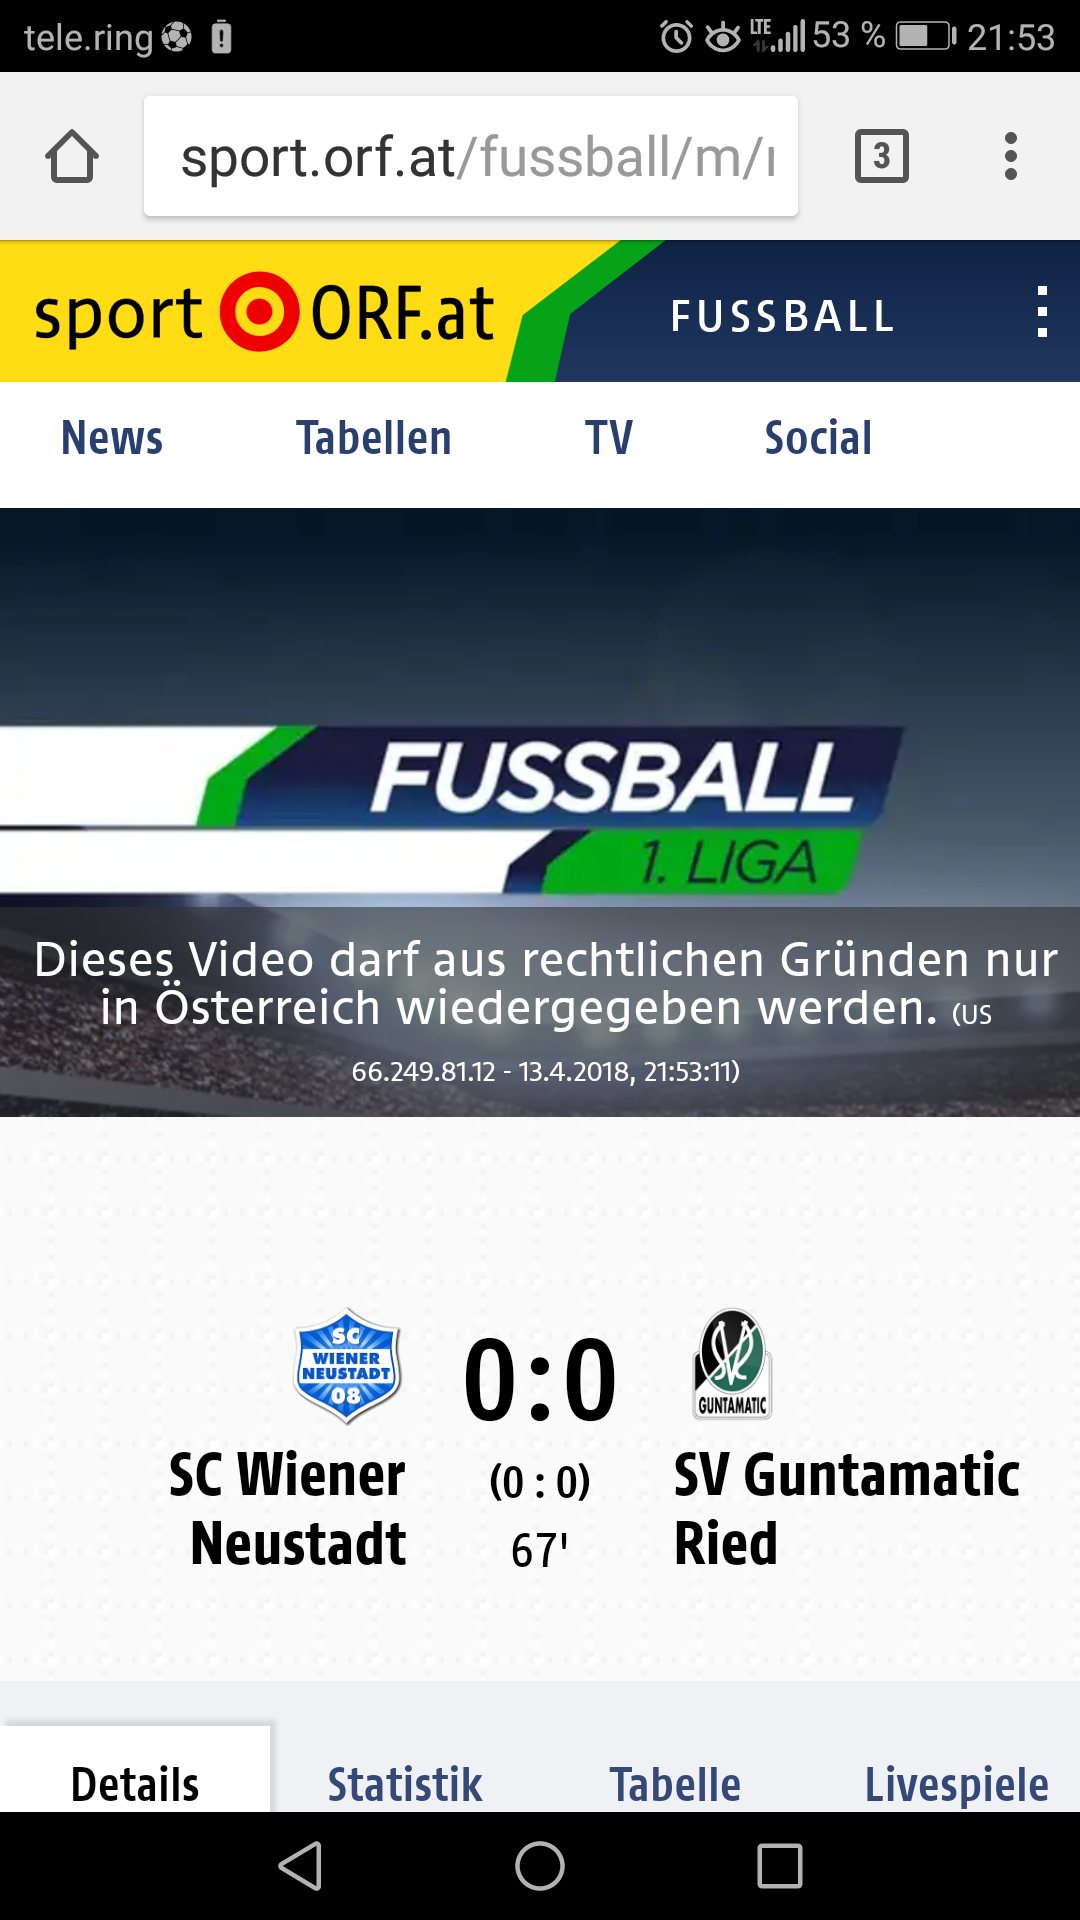 tele.ring LTE 53 % 21:53
sport.orf.at/fussball/m/
3
sport ORF.at FUSSBALL
News Tabellen TV Social
FUSSBALL
1. LIGA
Dieses Video darf aus rechtlichen Gründen nur
in Österreich wiedergegeben werden. (US
66.249.81.12 - 13.4.2018, 21:53:11)
SC
WIENER
NEUSTADT
08
SVR
GUNTAMATIC
0:0
SC Wiener
Neustadt
(0 : 0)
67'
SV Guntamatic
Ried
Details Statistik Tabelle Livespiele